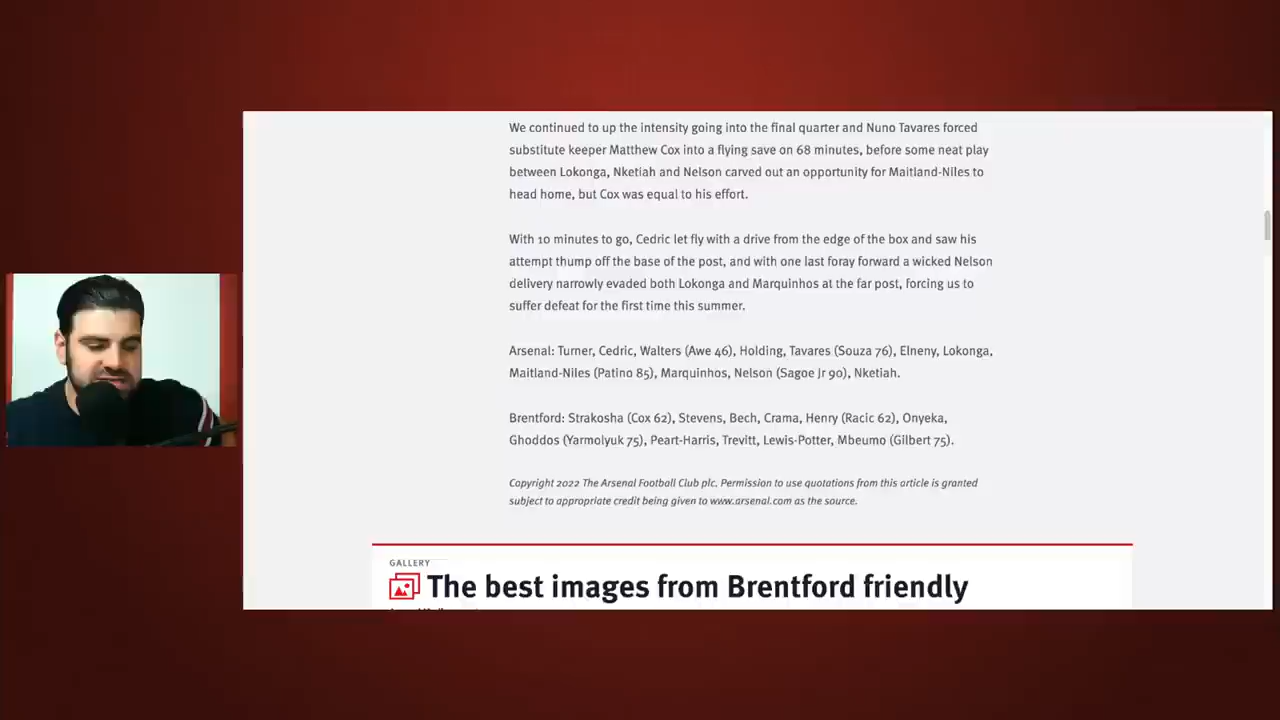 We continued to up the intensity going into the final quarter and Nuno Tavares forced
substitute keeper Matthew Cox into a flying save on 68 minutes, before some neat play
between Lokonga, Nketiah and Nelson carved out an opportunity for Maitland-Niles to
head home, but Cox was equal to his effort.
With 10 minutes to go, Cedric let fly with a drive from the edge of the box and saw his
attempt thump off the base of the post, and with one last foray forward a wicked Nelson
delivery narrowly evaded both Lokonga and Marquinhos at the far post, forcing us to
suffer defeat for the first time this summer.
Arsenal: Turner, Cedric, Walters (Awe 46), Holding, Tavares (Souza 76), Elneny, Lokonga,
Maitland-Niles (Patino 85), Marquinhos, Nelson (Sagoe Jr 90), Nketiah.
Brentford: Strakosha (Cox 62), Stevens, Bech, Crama, Henry (Racic 62), Onyeka,
Ghoddos (Yarmolyuk 75), Peart-Harris, Trevitt, Lewis-Potter, Mbeumo (Gilbert 75).
Copyright 2022 The Arsenal Football Club plc. Permission to use quotations from this article is granted
subject to appropriate credit being given to www.arsenal.com as the source.
GALLERY
The best images from Brentford friendly